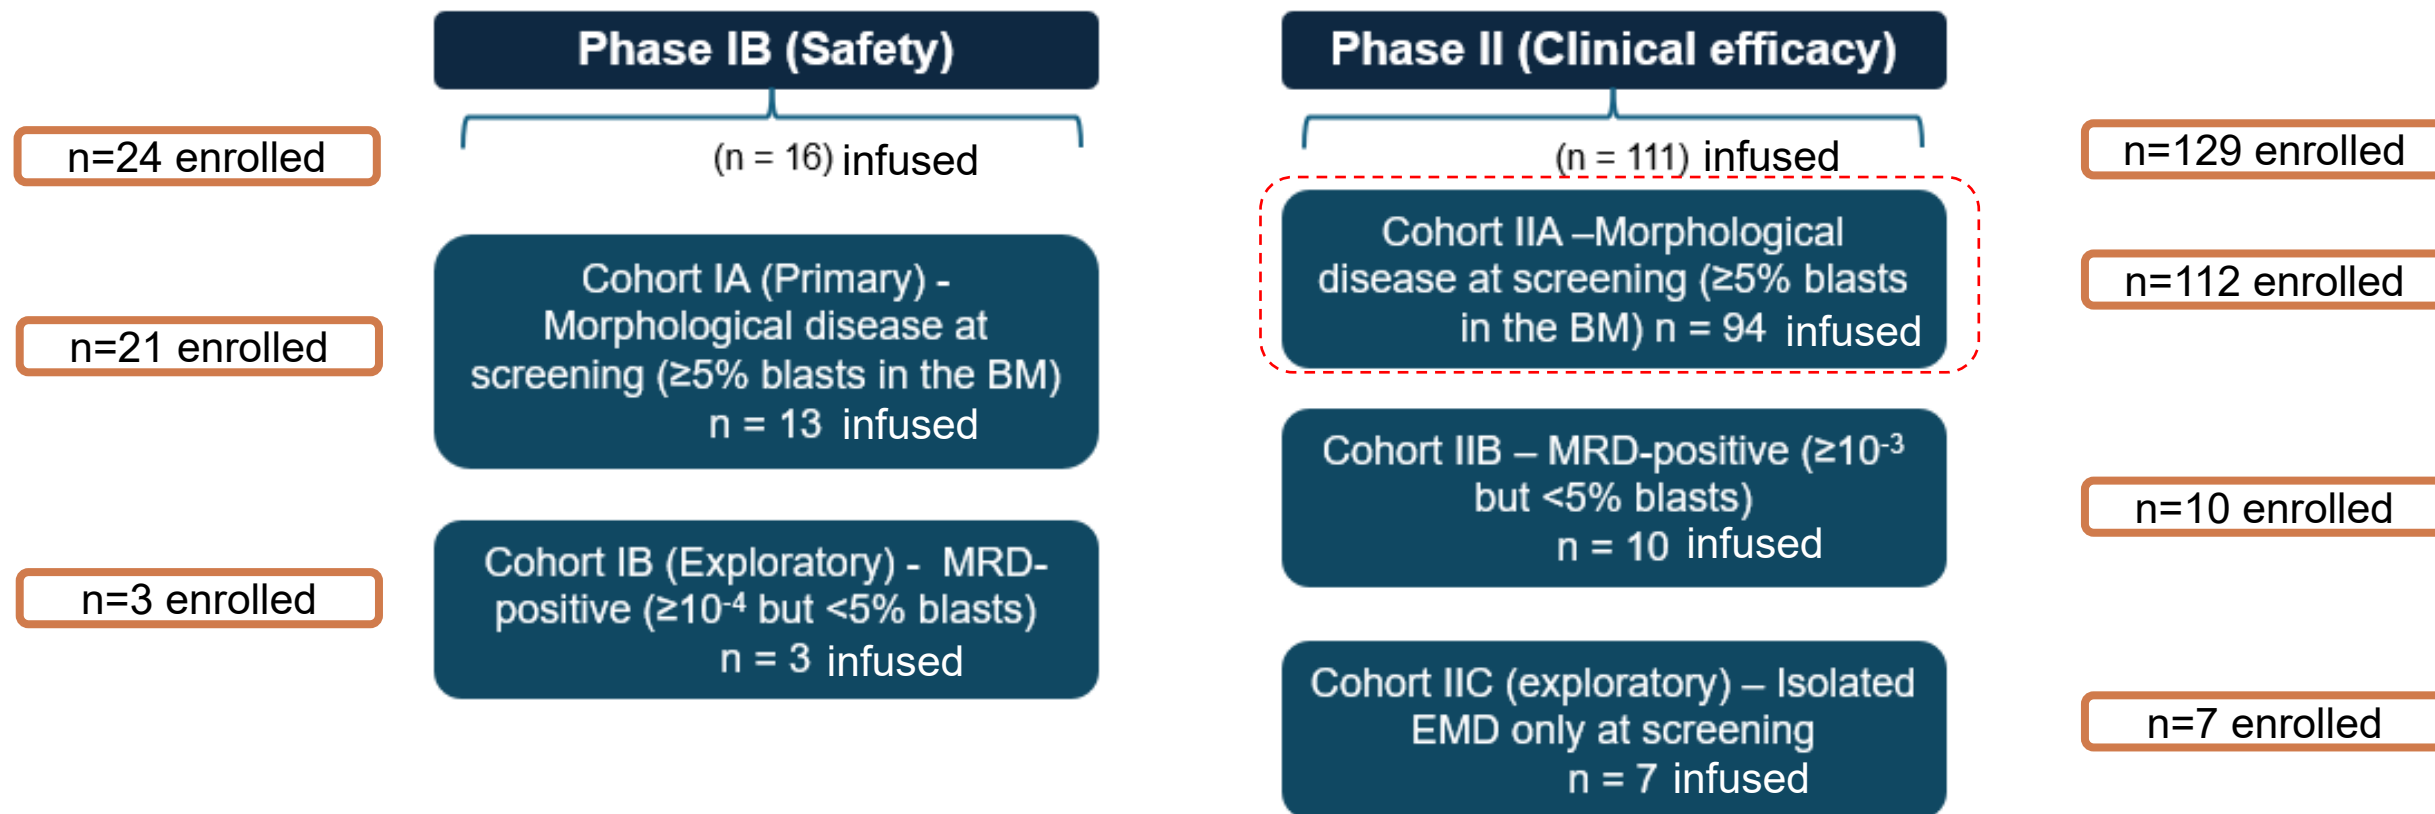 Phase IB (Safety)
n=24 enrolled
(n = 16) infused
n=21 enrolled
Cohort IA (Primary) -
Morphological disease at
screening (≥5% blasts in the BM)
n = 13 infused
n=3 enrolled
Cohort IB (Exploratory) - MRD-
positive (≥10⁻⁴ but <5% blasts)
n = 3 infused
Phase II (Clinical efficacy)
(n = 111) infused
n=129 enrolled
Cohort IIA –Morphological
disease at screening (≥5% blasts
in the BM) n = 94 infused
n=112 enrolled
Cohort IIB – MRD-positive (≥10⁻³
but <5% blasts)
n = 10 infused
n=10 enrolled
Cohort IIC (exploratory) – Isolated
EMD only at screening
n = 7 infused
n=7 enrolled